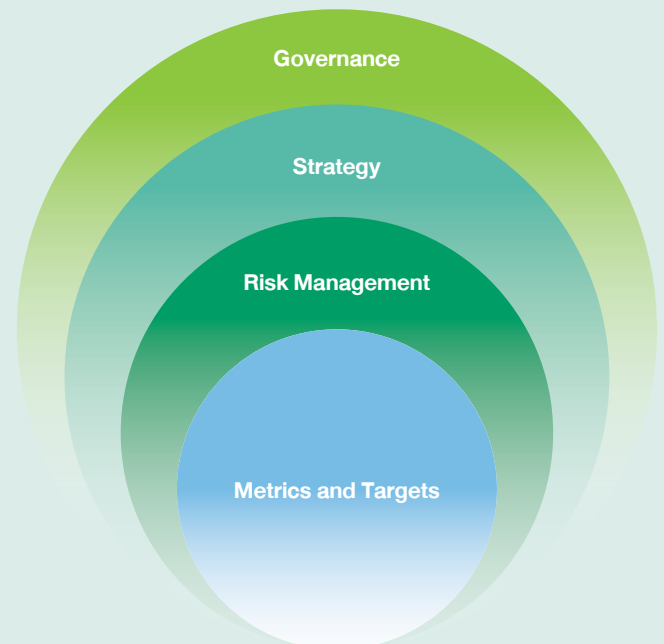 Governance
Strategy
Risk Management
Metrics and Targets